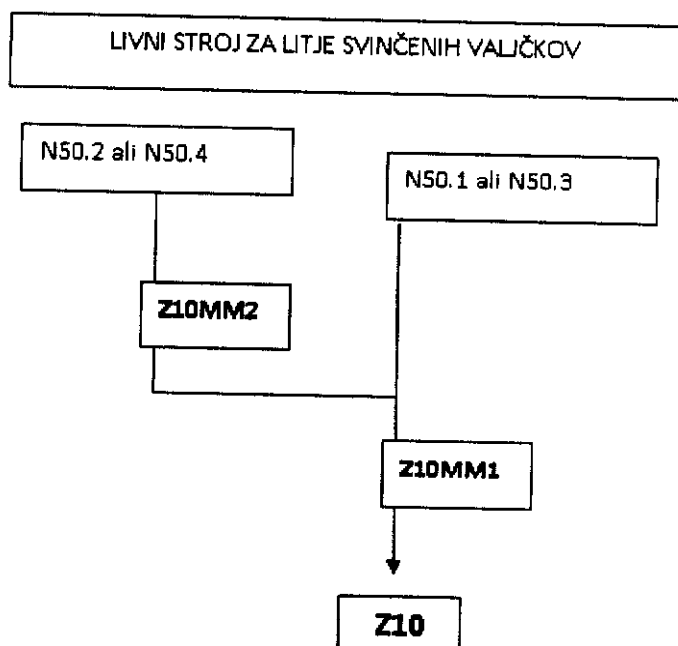 LIVNI STROJ ZA LITJE SVINČENIH VALJČKOV
N50.2 ali N50.4
N50.1 ali N50.3
Z10MM2
Z10MM1
Z10